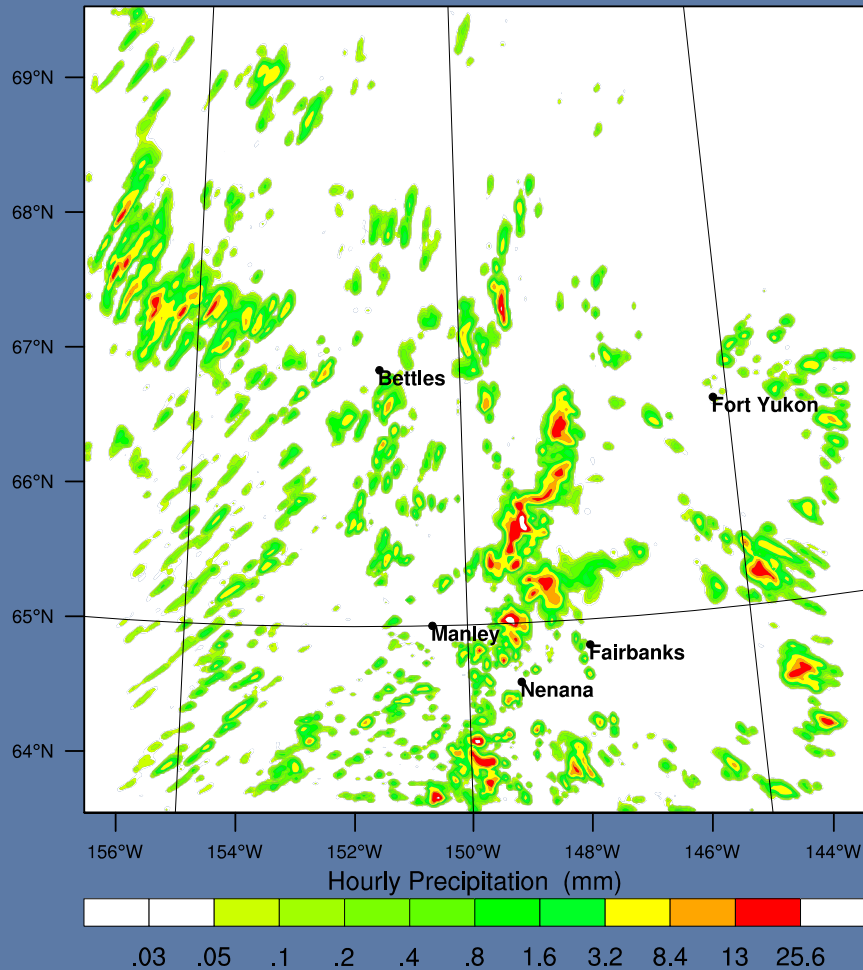 69°N
68°N
67°N
Bettles
Fort Yukon
66°N
65°N
Manley
Fairbanks
Nenana
64°N
156°W 154°W 152°W 150°W 148°W 146°W 144°W
Hourly Precipitation (mm)
.03 .05 .1 .2 .4 .8 1.6 3.2 8.4 13 25.6